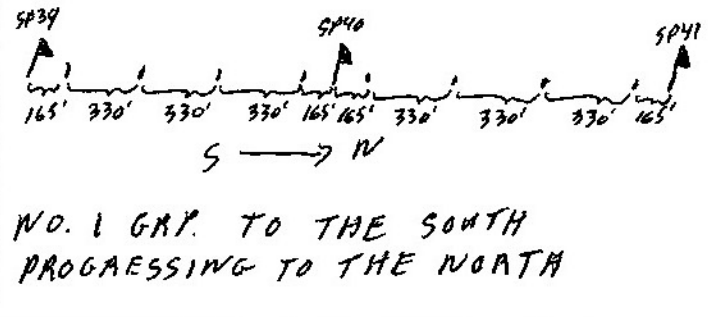 SP39 SP40 SP41
165' 330' 330' 330' 165' 165' 330' 330' 330' 165'
S N
NO. 1 GRP. TO THE SOUTH
PROGRESSING TO THE NORTH